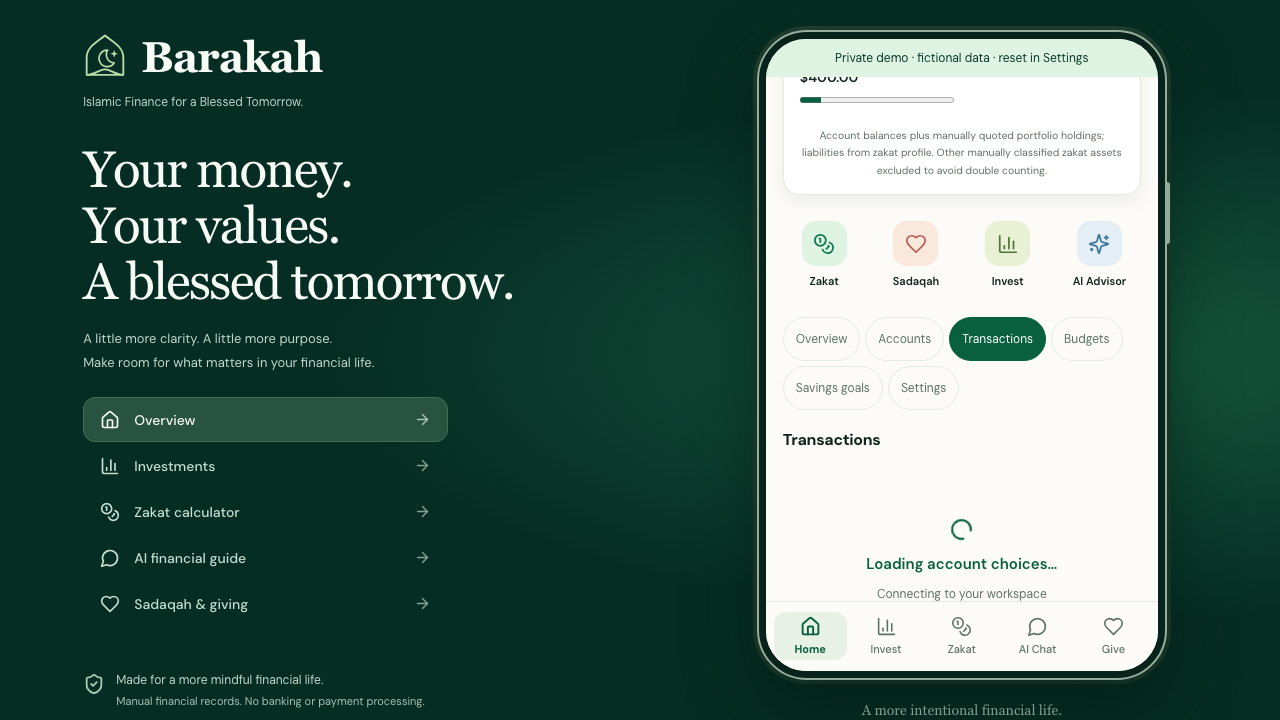 Barakah
Islamic Finance for a Blessed Tomorrow.
Your money.
Your values.
A blessed tomorrow.
A little more clarity. A little more purpose.
Make room for what matters in your financial life.
Overview
Investments
Zakat calculator
AI financial guide
Sadaqah & giving
Made for a more mindful financial life.
Manual financial records. No banking or payment processing.
Private demo · fictional data · reset in Settings
$400.00
Account balances plus manually quoted portfolio holdings;
liabilities from zakat profile. Other manually classified zakat assets
excluded to avoid double counting.
Zakat Sadaqah Invest AI Advisor
Overview Accounts Transactions Budgets
Savings goals Settings
Transactions
Loading account choices…
Connecting to your workspace
Home Invest Zakat AI Chat Give
A more intentional financial life.